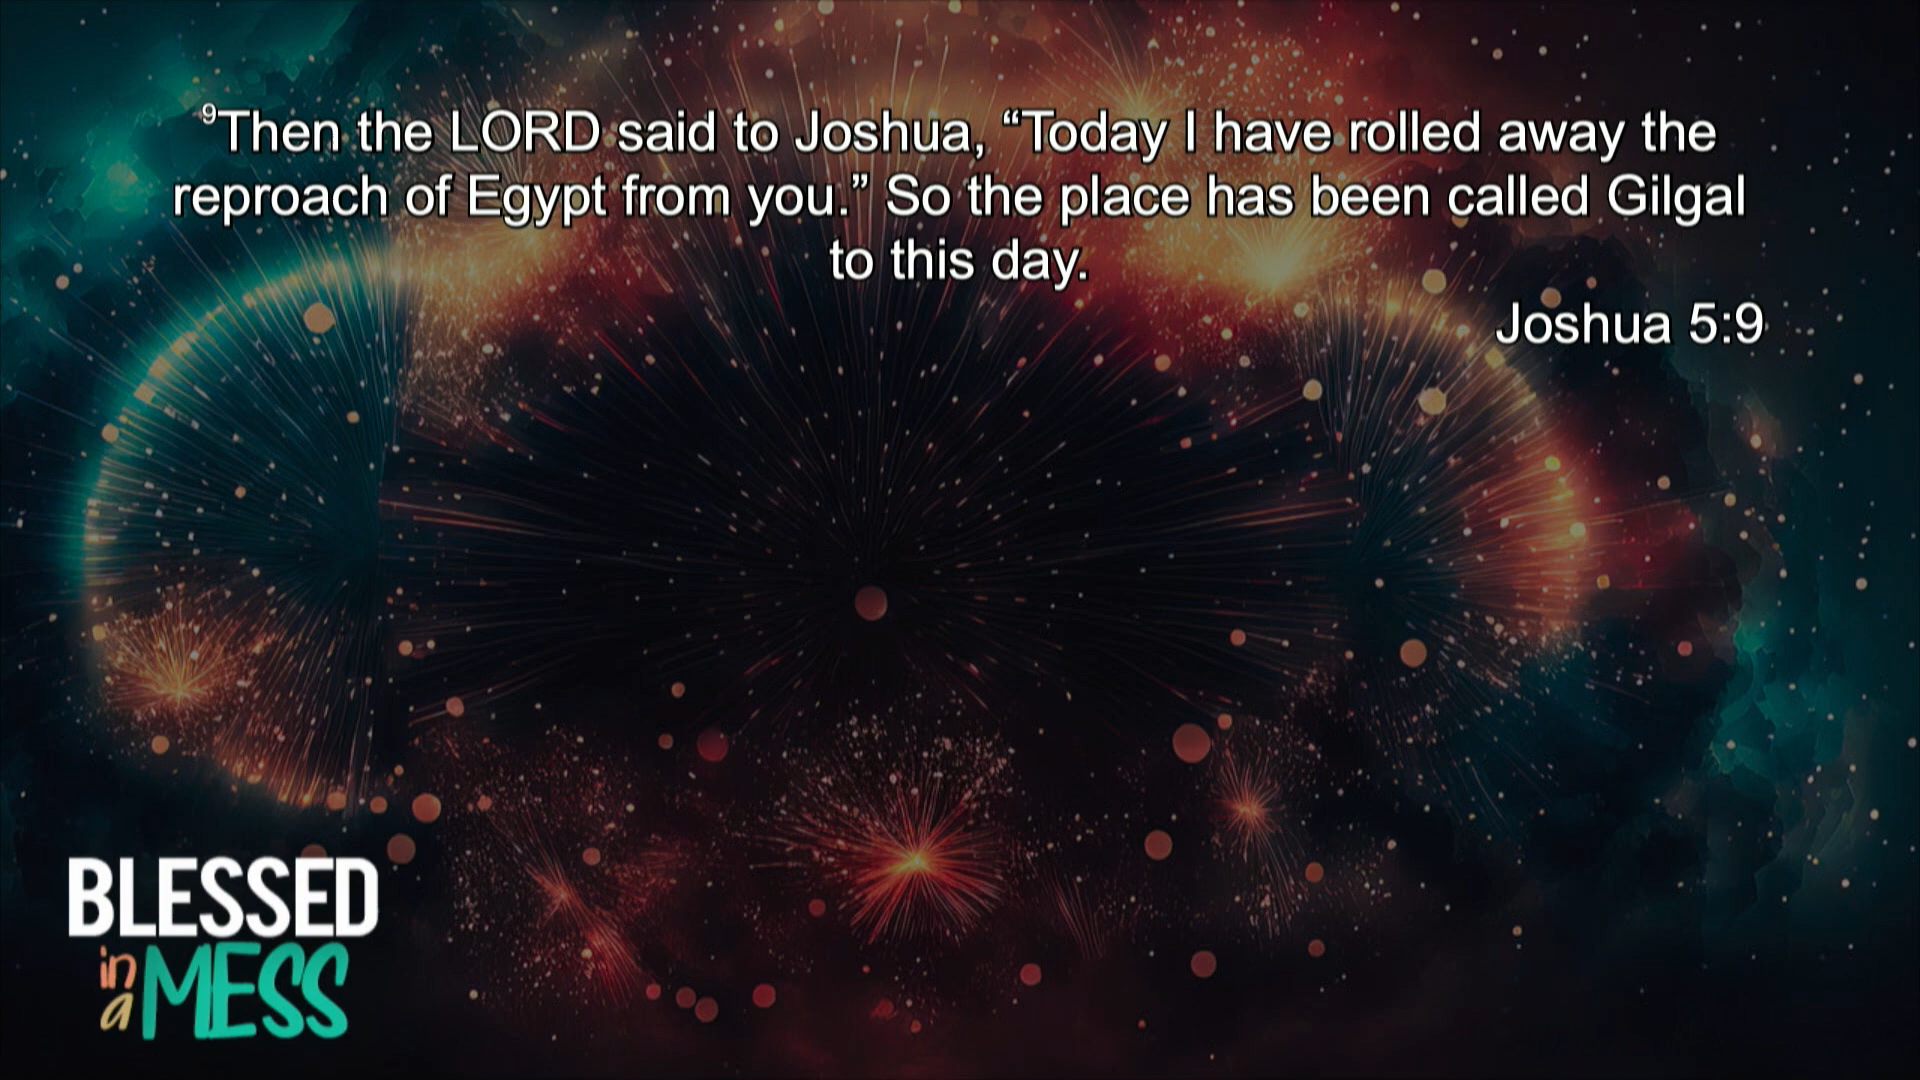 ⁹Then the LORD said to Joshua, “Today I have rolled away the
reproach of Egypt from you.” So the place has been called Gilgal
to this day.
Joshua 5:9
BLESSED
in a MESS